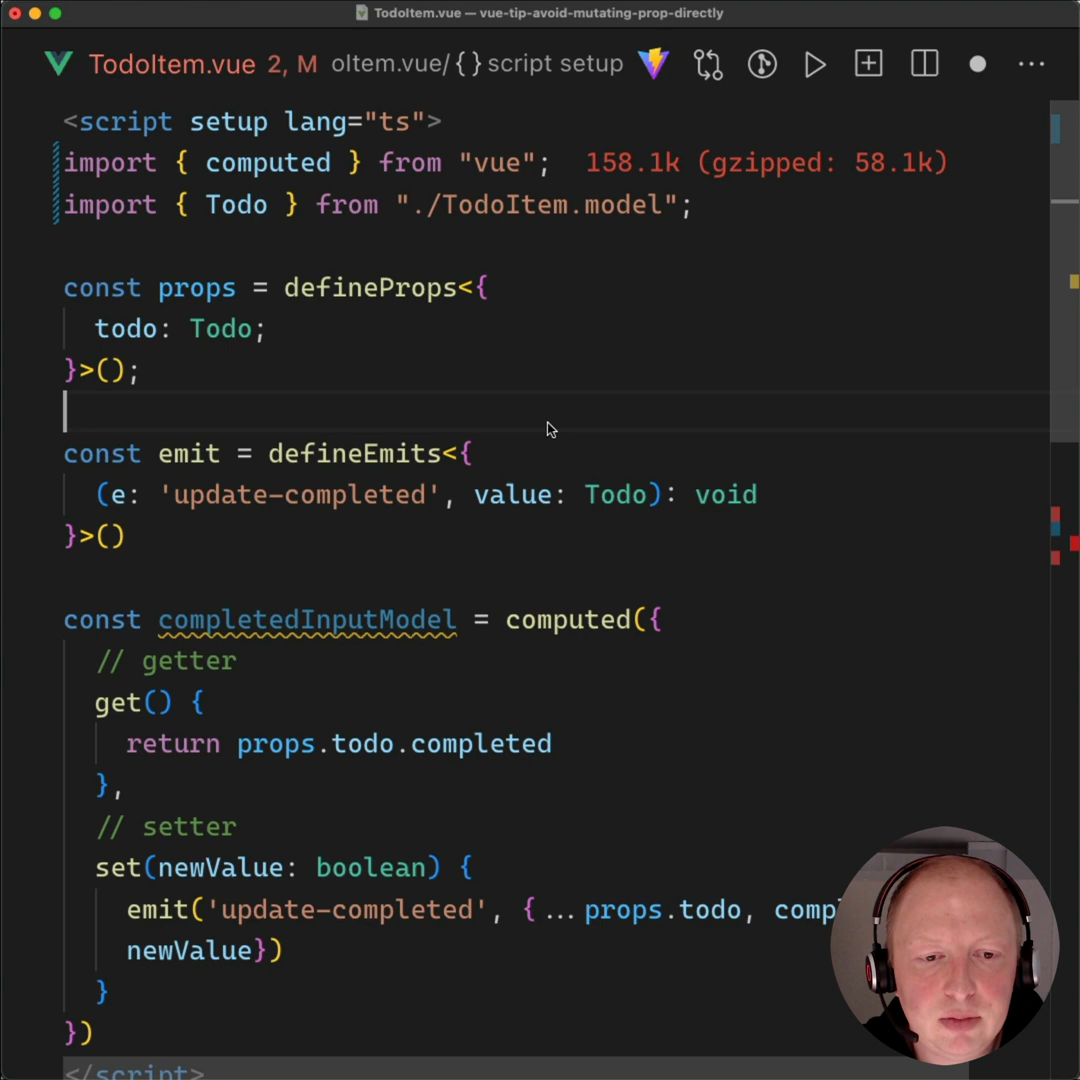 TodoItem.vue — vue-tip-avoid-mutating-prop-directly
TodoItem.vue 2, M oItem.vue/{} script setup
<script setup lang="ts">
import { computed } from "vue"; 158.1k (gzipped: 58.1k)
import { Todo } from "./TodoItem.model";
const props = defineProps<{
todo: Todo;
}>();
const emit = defineEmits<{
(e: 'update-completed', value: Todo): void
}>()
const completedInputModel = computed({
// getter
get() {
return props.todo.completed
},
// setter
set(newValue: boolean) {
emit('update-completed', {...props.todo,
newValue})
}
})
</script>